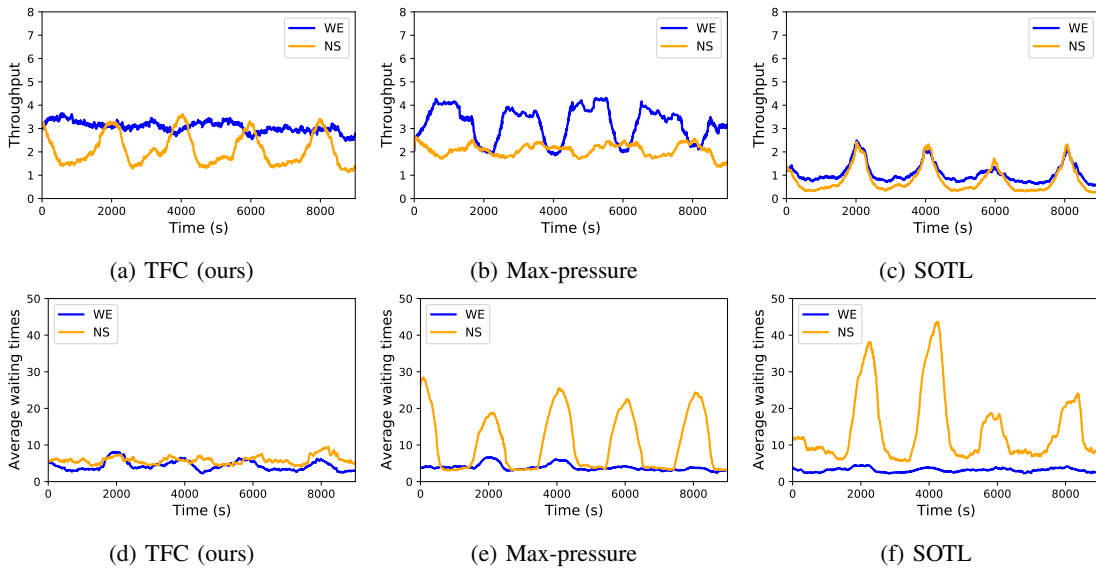 8
7
6
5
4
3
2
1
0
Throughput
WE
NS
0 2000 4000 6000 8000
Time (s)
(a) TFC (ours)
8
7
6
5
4
3
2
1
0
Throughput
WE
NS
0 2000 4000 6000 8000
Time (s)
(b) Max-pressure
8
7
6
5
4
3
2
1
0
Throughput
WE
NS
0 2000 4000 6000 8000
Time (s)
(c) SOTL
50
40
30
20
10
0
Average waiting times
WE
NS
0 2000 4000 6000 8000
Time (s)
(d) TFC (ours)
50
40
30
20
10
0
Average waiting times
WE
NS
0 2000 4000 6000 8000
Time (s)
(e) Max-pressure
50
40
30
20
10
0
Average waiting times
WE
NS
0 2000 4000 6000 8000
Time (s)
(f) SOTL